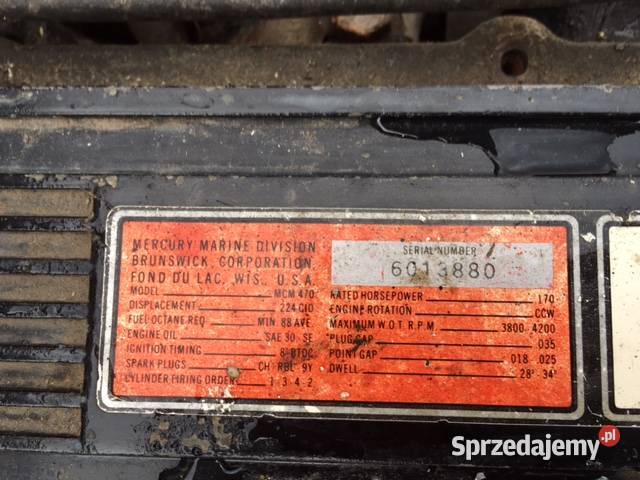 MERCURY MARINE DIVISION
BRUNSWICK CORPORATION
FOND DU LAC, WIS., U.S.A.
MODEL MCM 470
DISPLACEMENT 224 CID
FUEL OCTANE REQ MIN 88 AVE
ENGINE OIL SAE 30 SE
IGNITION TIMING 8° BTDC
SPARK PLUGS CH RBL 9Y
CYLINDER FIRING ORDER 1 3 4 2
SERIAL NUMBER
6013880
RATED HORSEPOWER 170
ENGINE ROTATION CCW
MAXIMUM W.O.T. R.P.M. 3800 4200
PLUG GAP .035
POINT GAP .018 .025
DWELL 28° 34°
Sprzedajemy.pl